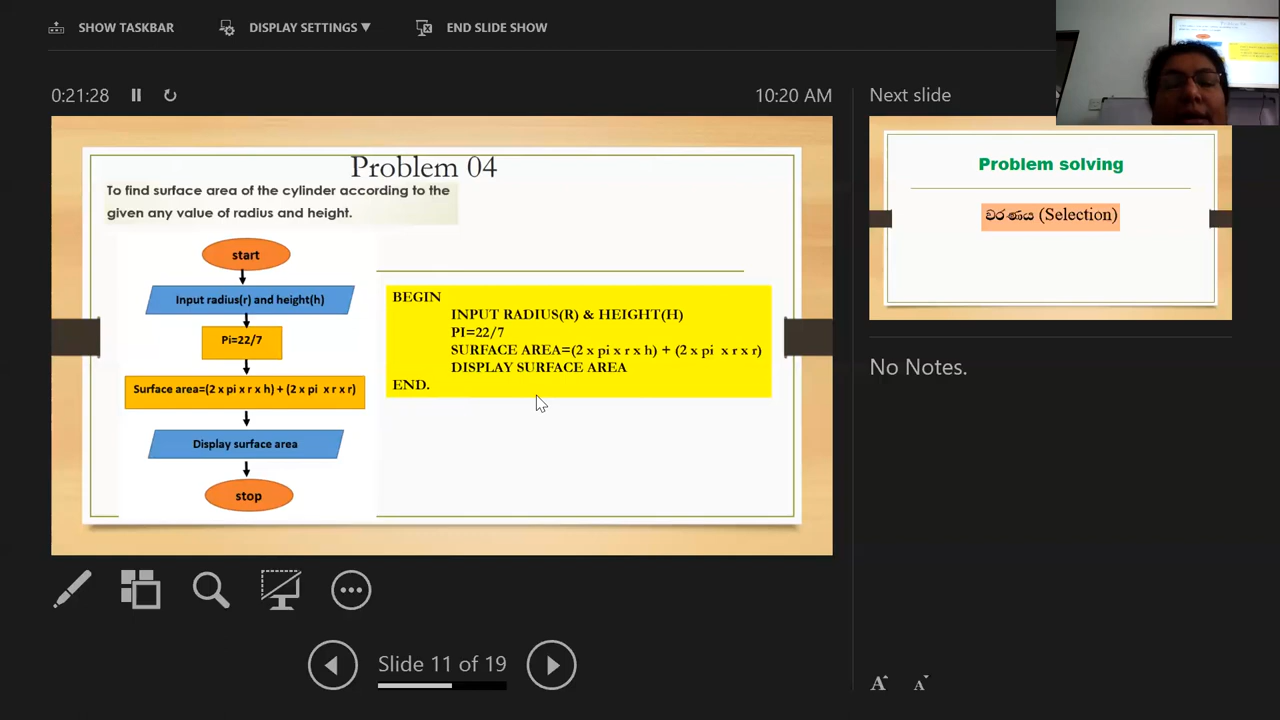 SHOW TASKBAR
DISPLAY SETTINGS ▼
END SLIDE SHOW
0:21:28
10:20 AM
Next slide
Problem 04
To find surface area of the cylinder according to the
given any value of radius and height.
start
Input radius(r) and height(h)
Pi=22/7
Surface area=(2 x pi x r x h) + (2 x pi x r x r)
Display surface area
stop
BEGIN
INPUT RADIUS(R) & HEIGHT(H)
PI=22/7
SURFACE AREA=(2 x pi x r x h) + (2 x pi x r x r)
DISPLAY SURFACE AREA
END.
Problem solving
වරණය (Selection)
No Notes.
Slide 11 of 19
A A